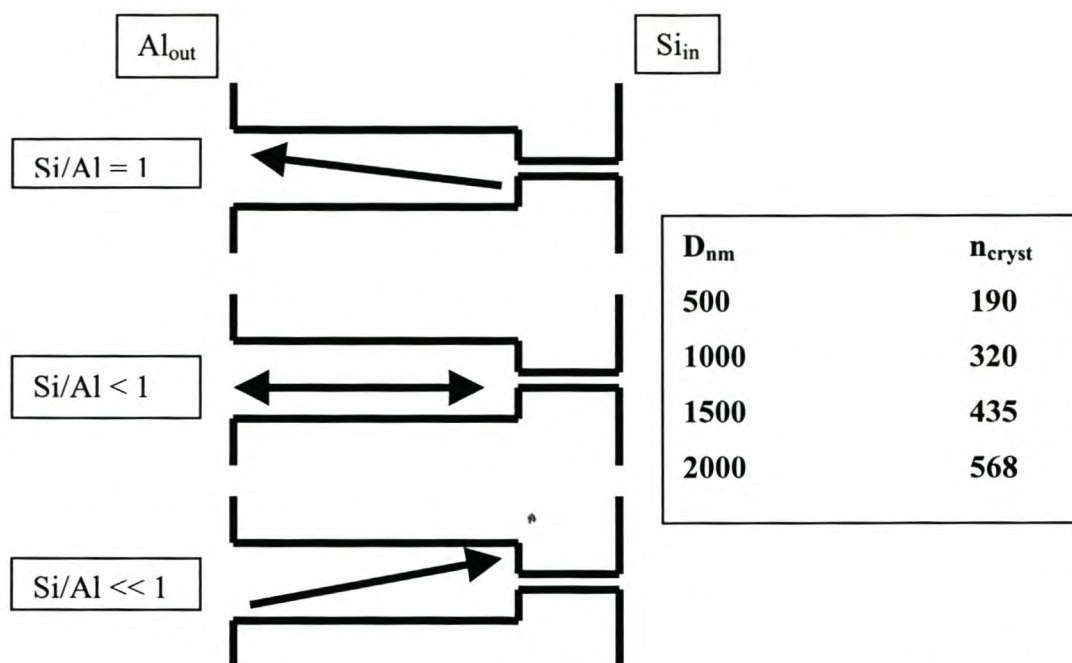 Al_out
Si_in
Si/Al = 1
D_nm n_cryst
500 190
1000 320
Si/Al < 1
1500 435
2000 568
Si/Al << 1